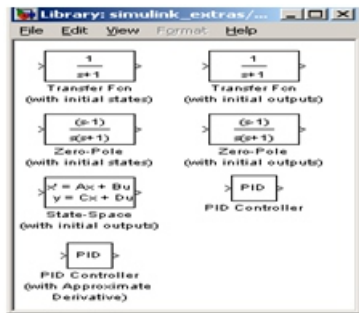 Library: simulink_extras/...
File Edit View Format Help
1
s+1
Transfer Fcn
(with initial states)
1
s+1
Transfer Fcn
(with initial outputs)
(s-1)
s(s+1)
Zero-Pole
(with initial states)
(s-1)
s(s+1)
Zero-Pole
(with initial outputs)
x' = Ax + Bu
y = Cx + Du
State-Space
(with initial outputs)
PID
PID Controller
PID
PID Controller
(with Approximate
Derivative)